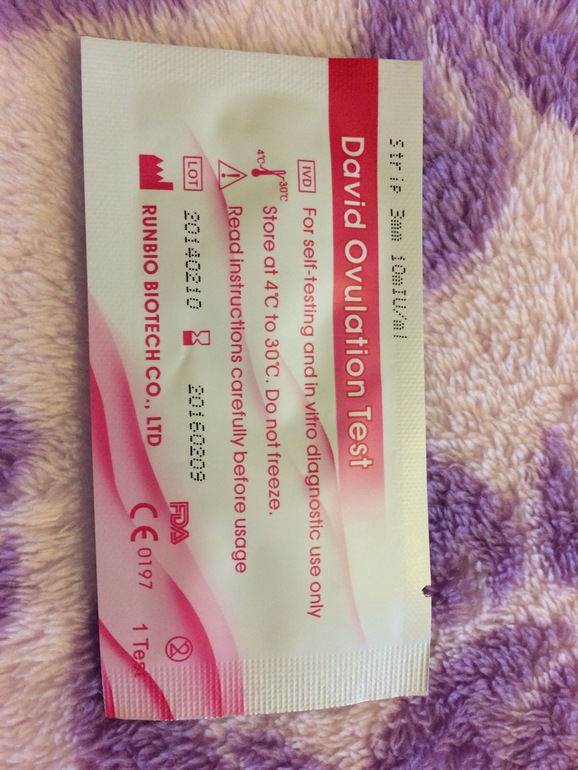 Strip 3mm 10mIU/ml
David Ovulation Test
IVD For self-testing and in vitro diagnostic use only
4℃ 30℃ Store at 4℃ to 30℃. Do not freeze.
Read instructions carefully before usage
LOT 20140210 20160209
FDA 2
RUNBIO BIOTECH CO., LTD CE 0197 1 Test